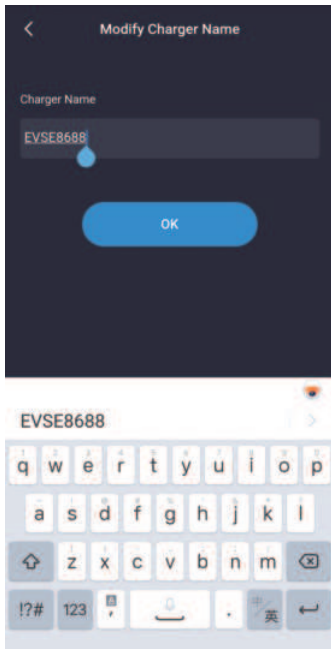 Modify Charger Name
Charger Name
EVSE8688
OK
EVSE8688
q w e r t y u i o p
a s d f g h j k l
z x c v b n m
!?# 123 , . 中/英